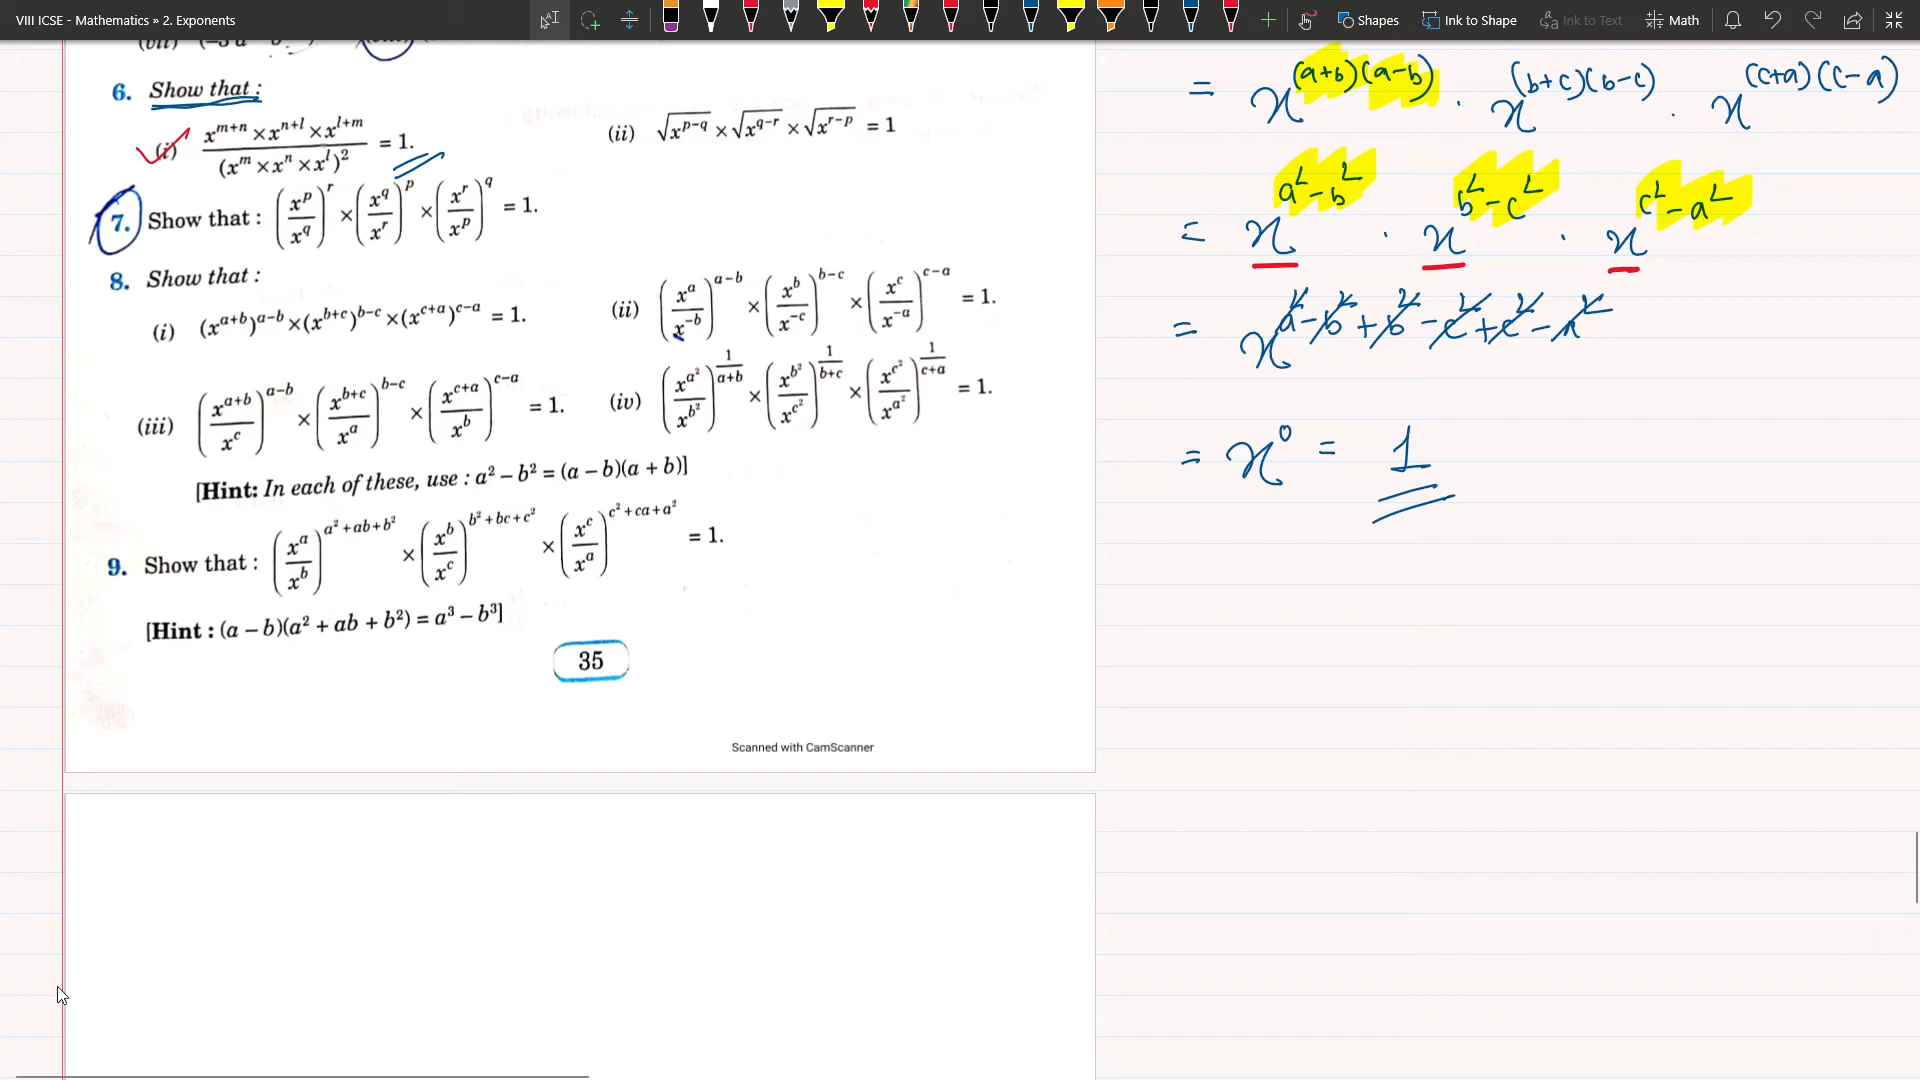 VIII ICSE - Mathematics » 2. Exponents
Shapes Ink to Shape Ink to Text Math
6. Show that :
(i) (x^{m+n} × x^{n+l} × x^{l+m}) / (x^m × x^n × x^l)^2 = 1.
(ii) √x^{p–q} × √x^{q–r} × √x^{r–p} = 1
7. Show that : (x^p/x^q)^r × (x^q/x^r)^p × (x^r/x^p)^q = 1.
8. Show that :
(i) (x^{a+b})^{a–b} × (x^{b+c})^{b–c} × (x^{c+a})^{c–a} = 1.
(ii) (x^a/x^{–b})^{a–b} × (x^b/x^{–c})^{b–c} × (x^c/x^{–a})^{c–a} = 1.
(iii) (x^{a+b}/x^c)^{a–b} × (x^{b+c}/x^a)^{b–c} × (x^{c+a}/x^b)^{c–a} = 1.
(iv) (x^{a²}/x^{b²})^{1/(a+b)} × (x^{b²}/x^{c²})^{1/(b+c)} × (x^{c²}/x^{a²})^{1/(c+a)} = 1.
[Hint: In each of these, use : a² – b² = (a – b)(a + b)]
9. Show that : (x^a/x^b)^{a²+ab+b²} × (x^b/x^c)^{b²+bc+c²} × (x^c/x^a)^{c²+ca+a²} = 1.
[Hint : (a – b)(a² + ab + b²) = a³ – b³]
35
Scanned with CamScanner
= x^{(a+b)(a-b)} . x^{(b+c)(b-c)} . x^{(c+a)(c-a)}
= x^{a²-b²} . x^{b²-c²} . x^{c²-a²}
= x^{a²-b²+b²-c²+c²-a²}
= x^0 = 1